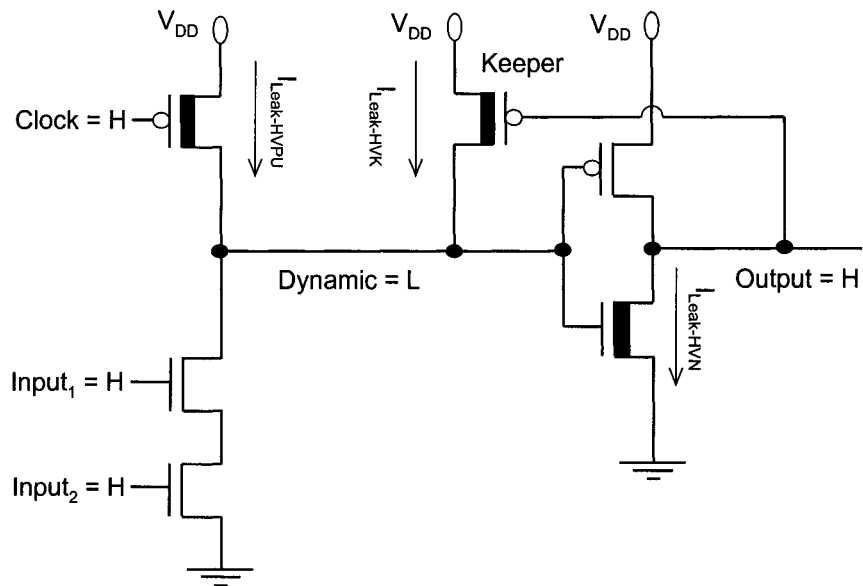 V_DD
V_DD
V_DD
Keeper
Clock = H
I_Leak-HVPU
I_Leak-HVK
Dynamic = L
Output = H
I_Leak-HVN
Input_1 = H
Input_2 = H